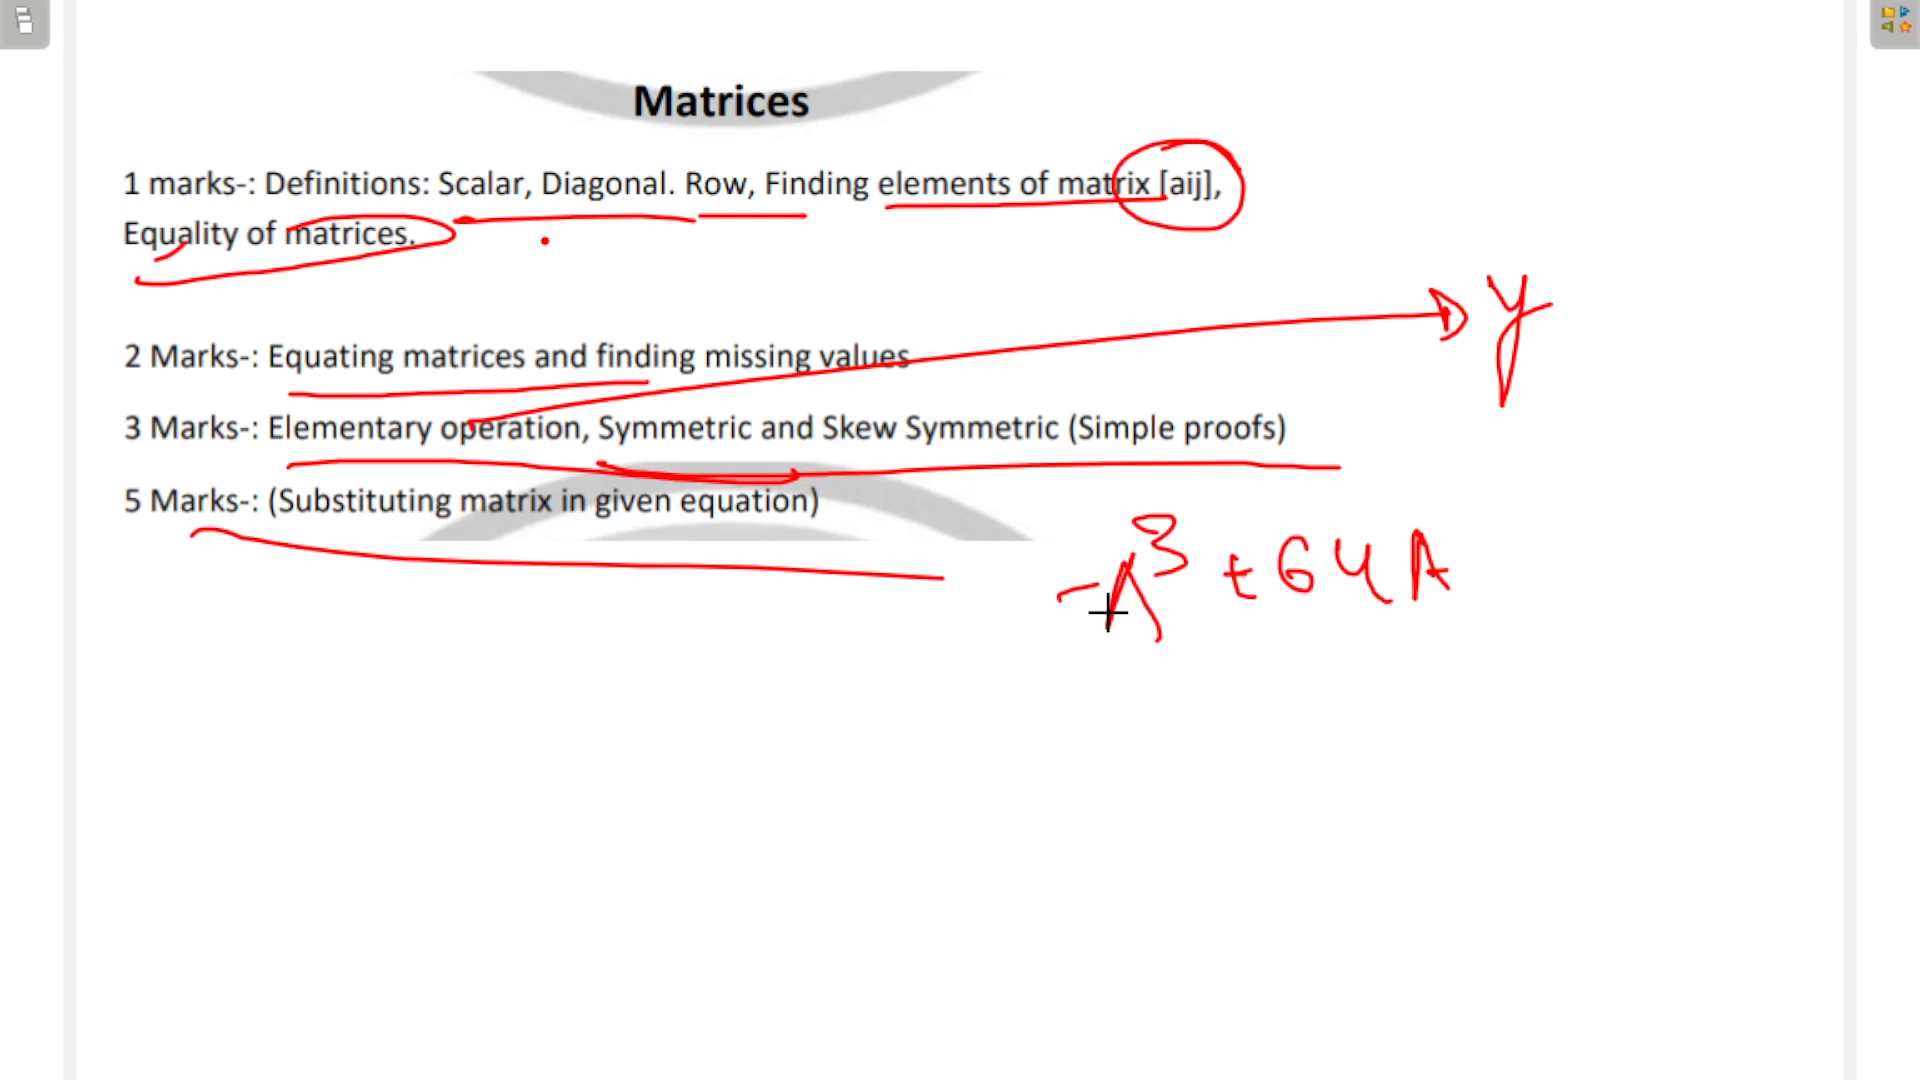 Matrices
1 marks-: Definitions: Scalar, Diagonal. Row, Finding elements of matrix [aij],
Equality of matrices.
y
2 Marks-: Equating matrices and finding missing values
3 Marks-: Elementary operation, Symmetric and Skew Symmetric (Simple proofs)
5 Marks-: (Substituting matrix in given equation)
-A³ + 64A